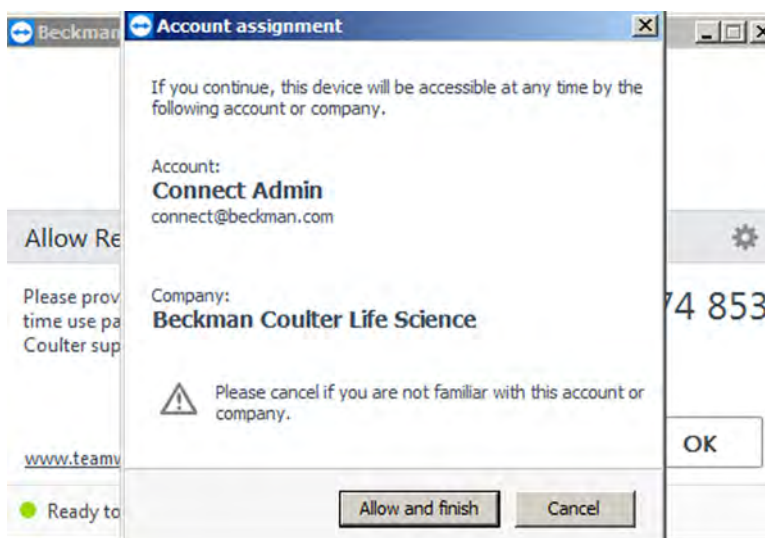 Beckman
Account assignment
If you continue, this device will be accessible at any time by the
following account or company.
Account:
Connect Admin
connect@beckman.com
Allow Re
Please prov
time use pa
Coulter sup
74 853
Company:
Beckman Coulter Life Science
Please cancel if you are not familiar with this account or
company.
www.teamv
OK
Ready to
Allow and finish
Cancel